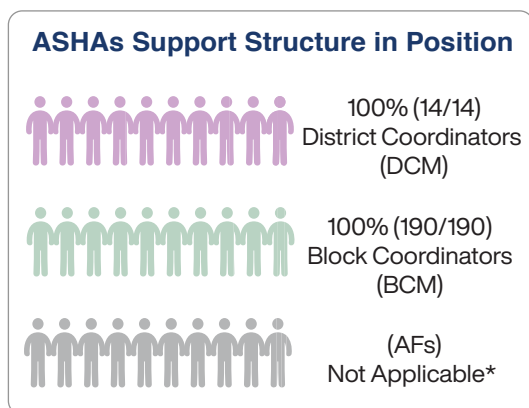 ASHAs Support Structure in Position
100% (14/14)
District Coordinators
(DCM)
100% (190/190)
Block Coordinators
(BCM)
(AFs)
Not Applicable*